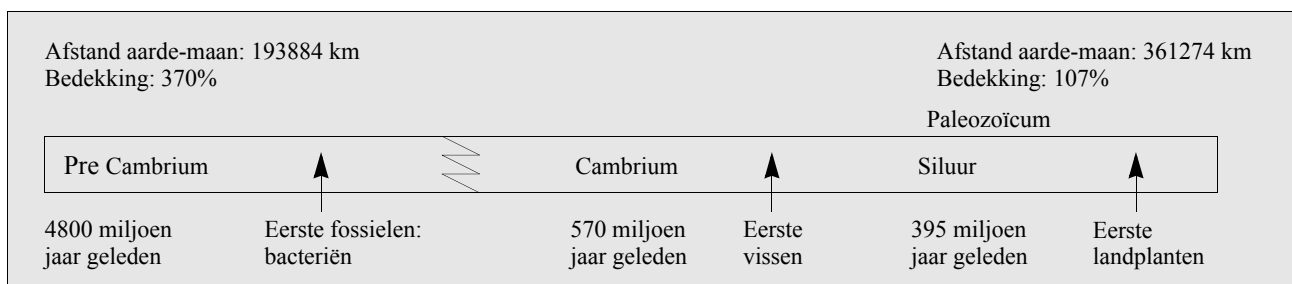 Afstand aarde-maan: 193884 km
Bedekking: 370%
Afstand aarde-maan: 361274 km
Bedekking: 107%
Paleozoïcum
Pre Cambrium
Cambrium
Siluur
4800 miljoen
jaar geleden
Eerste fossielen:
bacteriën
570 miljoen
jaar geleden
Eerste
vissen
395 miljoen
jaar geleden
Eerste
landplanten